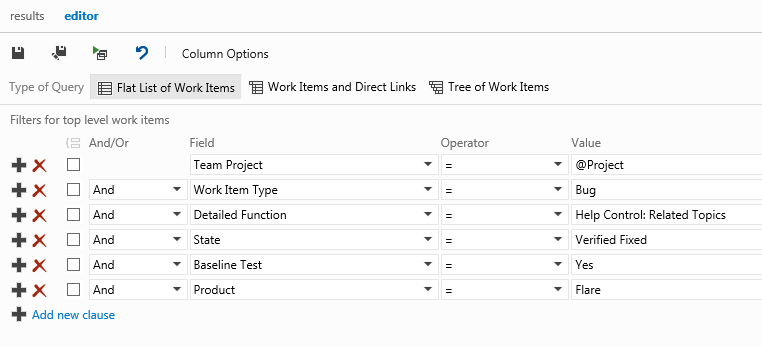 results editor
Column Options
Type of Query Flat List of Work Items Work Items and Direct Links Tree of Work Items
Filters for top level work items
And/Or Field Operator Value
Team Project = @Project
And Work Item Type = Bug
And Detailed Function = Help Control: Related Topics
And State = Verified Fixed
And Baseline Test = Yes
And Product = Flare
Add new clause